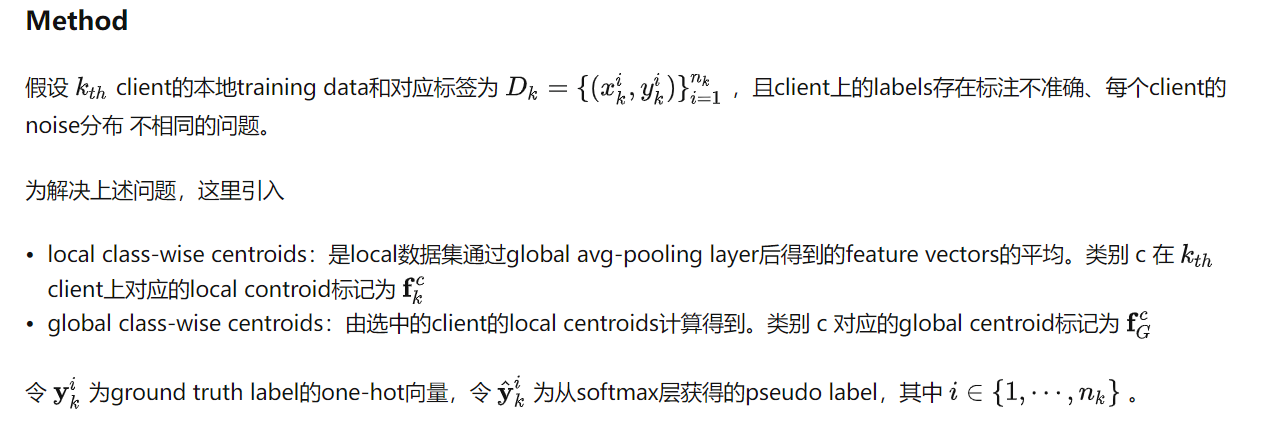 Method
假设 $k_{th}$ client的本地training data和对应标签为 $D_k = \{(x_k^i, y_k^i)\}_{i=1}^{n_k}$ ，且client上的labels存在标注不准确、每个client的
noise分布 不相同的问题。
为解决上述问题，这里引入
• local class-wise centroids：是local数据集通过global avg-pooling layer后得到的feature vectors的平均。类别 c 在 $k_{th}$
client上对应的local controid标记为 $\mathbf{f}_k^c$
• global class-wise centroids：由选中的client的local centroids计算得到。类别 c 对应的global centroid标记为 $\mathbf{f}_G^c$
令 $\mathbf{y}_k^i$ 为ground truth label的one-hot向量，令 $\hat{\mathbf{y}}_k^i$ 为从softmax层获得的pseudo label，其中 $i \in \{1, \cdots, n_k\}$ 。